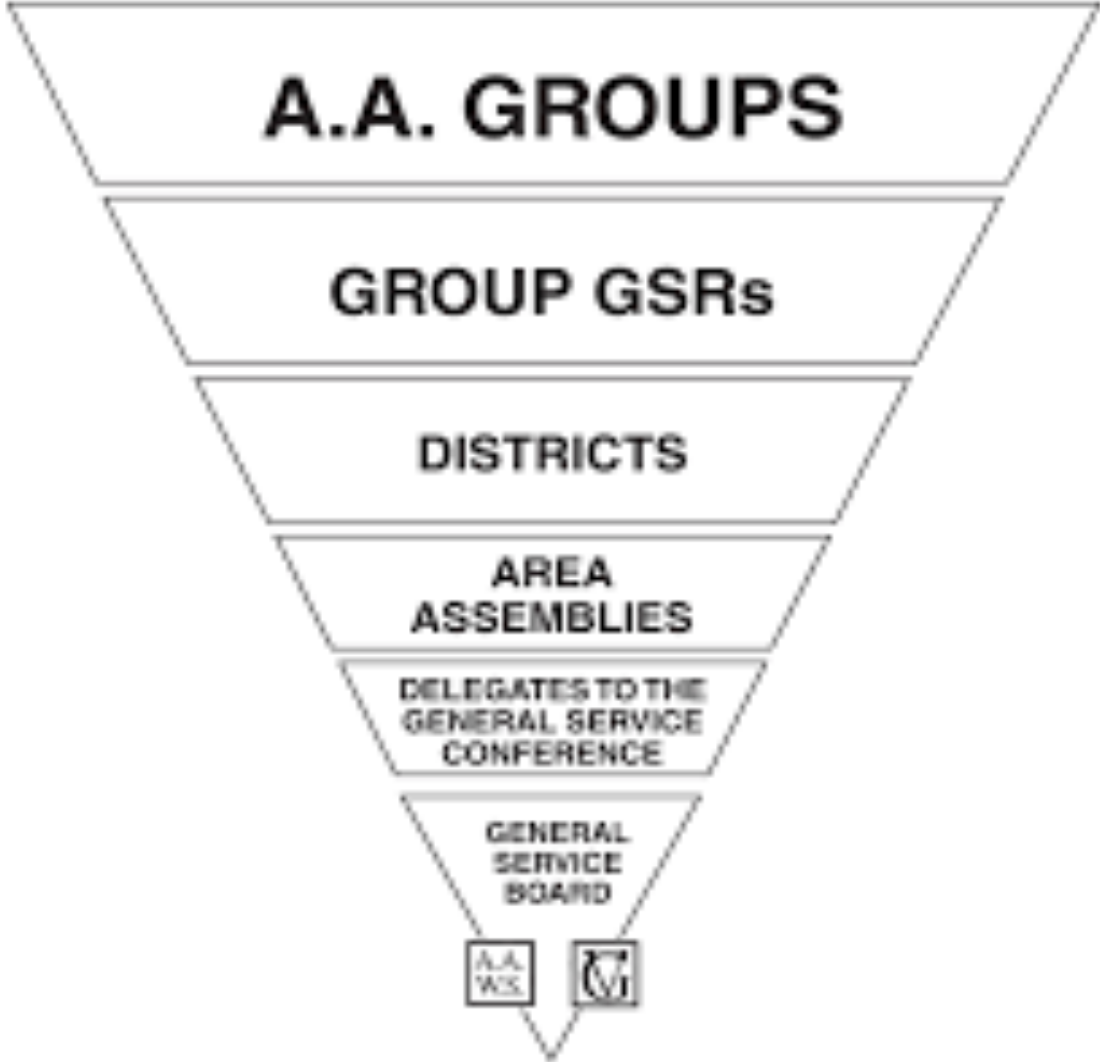 A.A. GROUPS
GROUP GSRs
DISTRICTS
AREA
ASSEMBLIES
DELEGATES TO THE
GENERAL SERVICE
CONFERENCE
GENERAL
SERVICE
BOARD
A.A.
W.S.